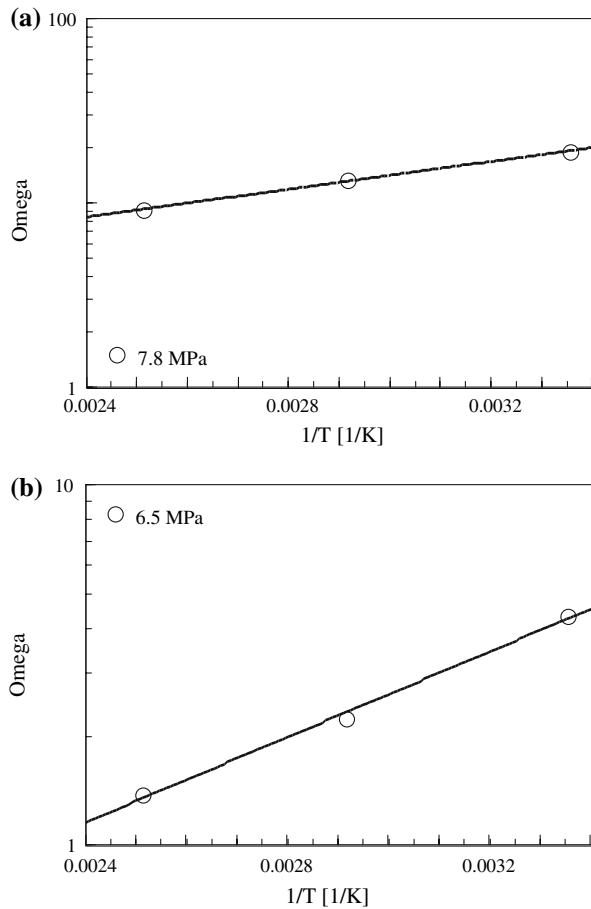 (a)
100
Omega
7.8 MPa
1
0.0024 0.0028 0.0032
1/T [1/K]
(b)
10
6.5 MPa
Omega
1
0.0024 0.0028 0.0032
1/T [1/K]